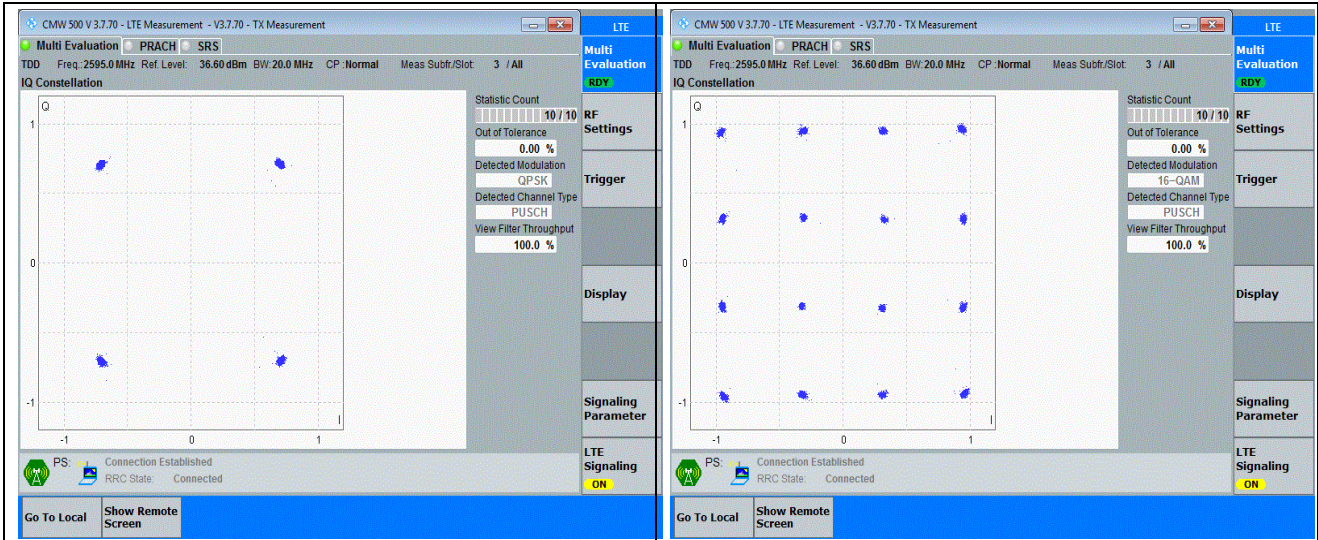 CMW 500 V 3.7.70 - LTE Measurement - V3.7.70 - TX Measurement
LTE
Multi Evaluation PRACH SRS
Multi
Evaluation
RDY
TDD Freq.:2595.0 MHz Ref. Level: 36.60 dBm BW:20.0 MHz CP :Normal Meas Subfr./Slot: 3 / All
IQ Constellation
Q
1
0
-1
-1 0 1
I
Statistic Count
10 / 10
Out of Tolerance
0.00 %
Detected Modulation
QPSK
Detected Channel Type
PUSCH
View Filter Throughput
100.0 %
RF
Settings
Trigger
Display
Signaling
Parameter
LTE
Signaling
ON
PS: Connection Established
RRC State: Connected
Go To Local
Show Remote
Screen
CMW 500 V 3.7.70 - LTE Measurement - V3.7.70 - TX Measurement
LTE
Multi Evaluation PRACH SRS
Multi
Evaluation
RDY
TDD Freq.:2595.0 MHz Ref. Level: 36.60 dBm BW:20.0 MHz CP :Normal Meas Subfr./Slot: 3 / All
IQ Constellation
Q
1
0
-1
-1 0 1
I
Statistic Count
10 / 10
Out of Tolerance
0.00 %
Detected Modulation
16-QAM
Detected Channel Type
PUSCH
View Filter Throughput
100.0 %
RF
Settings
Trigger
Display
Signaling
Parameter
LTE
Signaling
ON
PS: Connection Established
RRC State: Connected
Go To Local
Show Remote
Screen